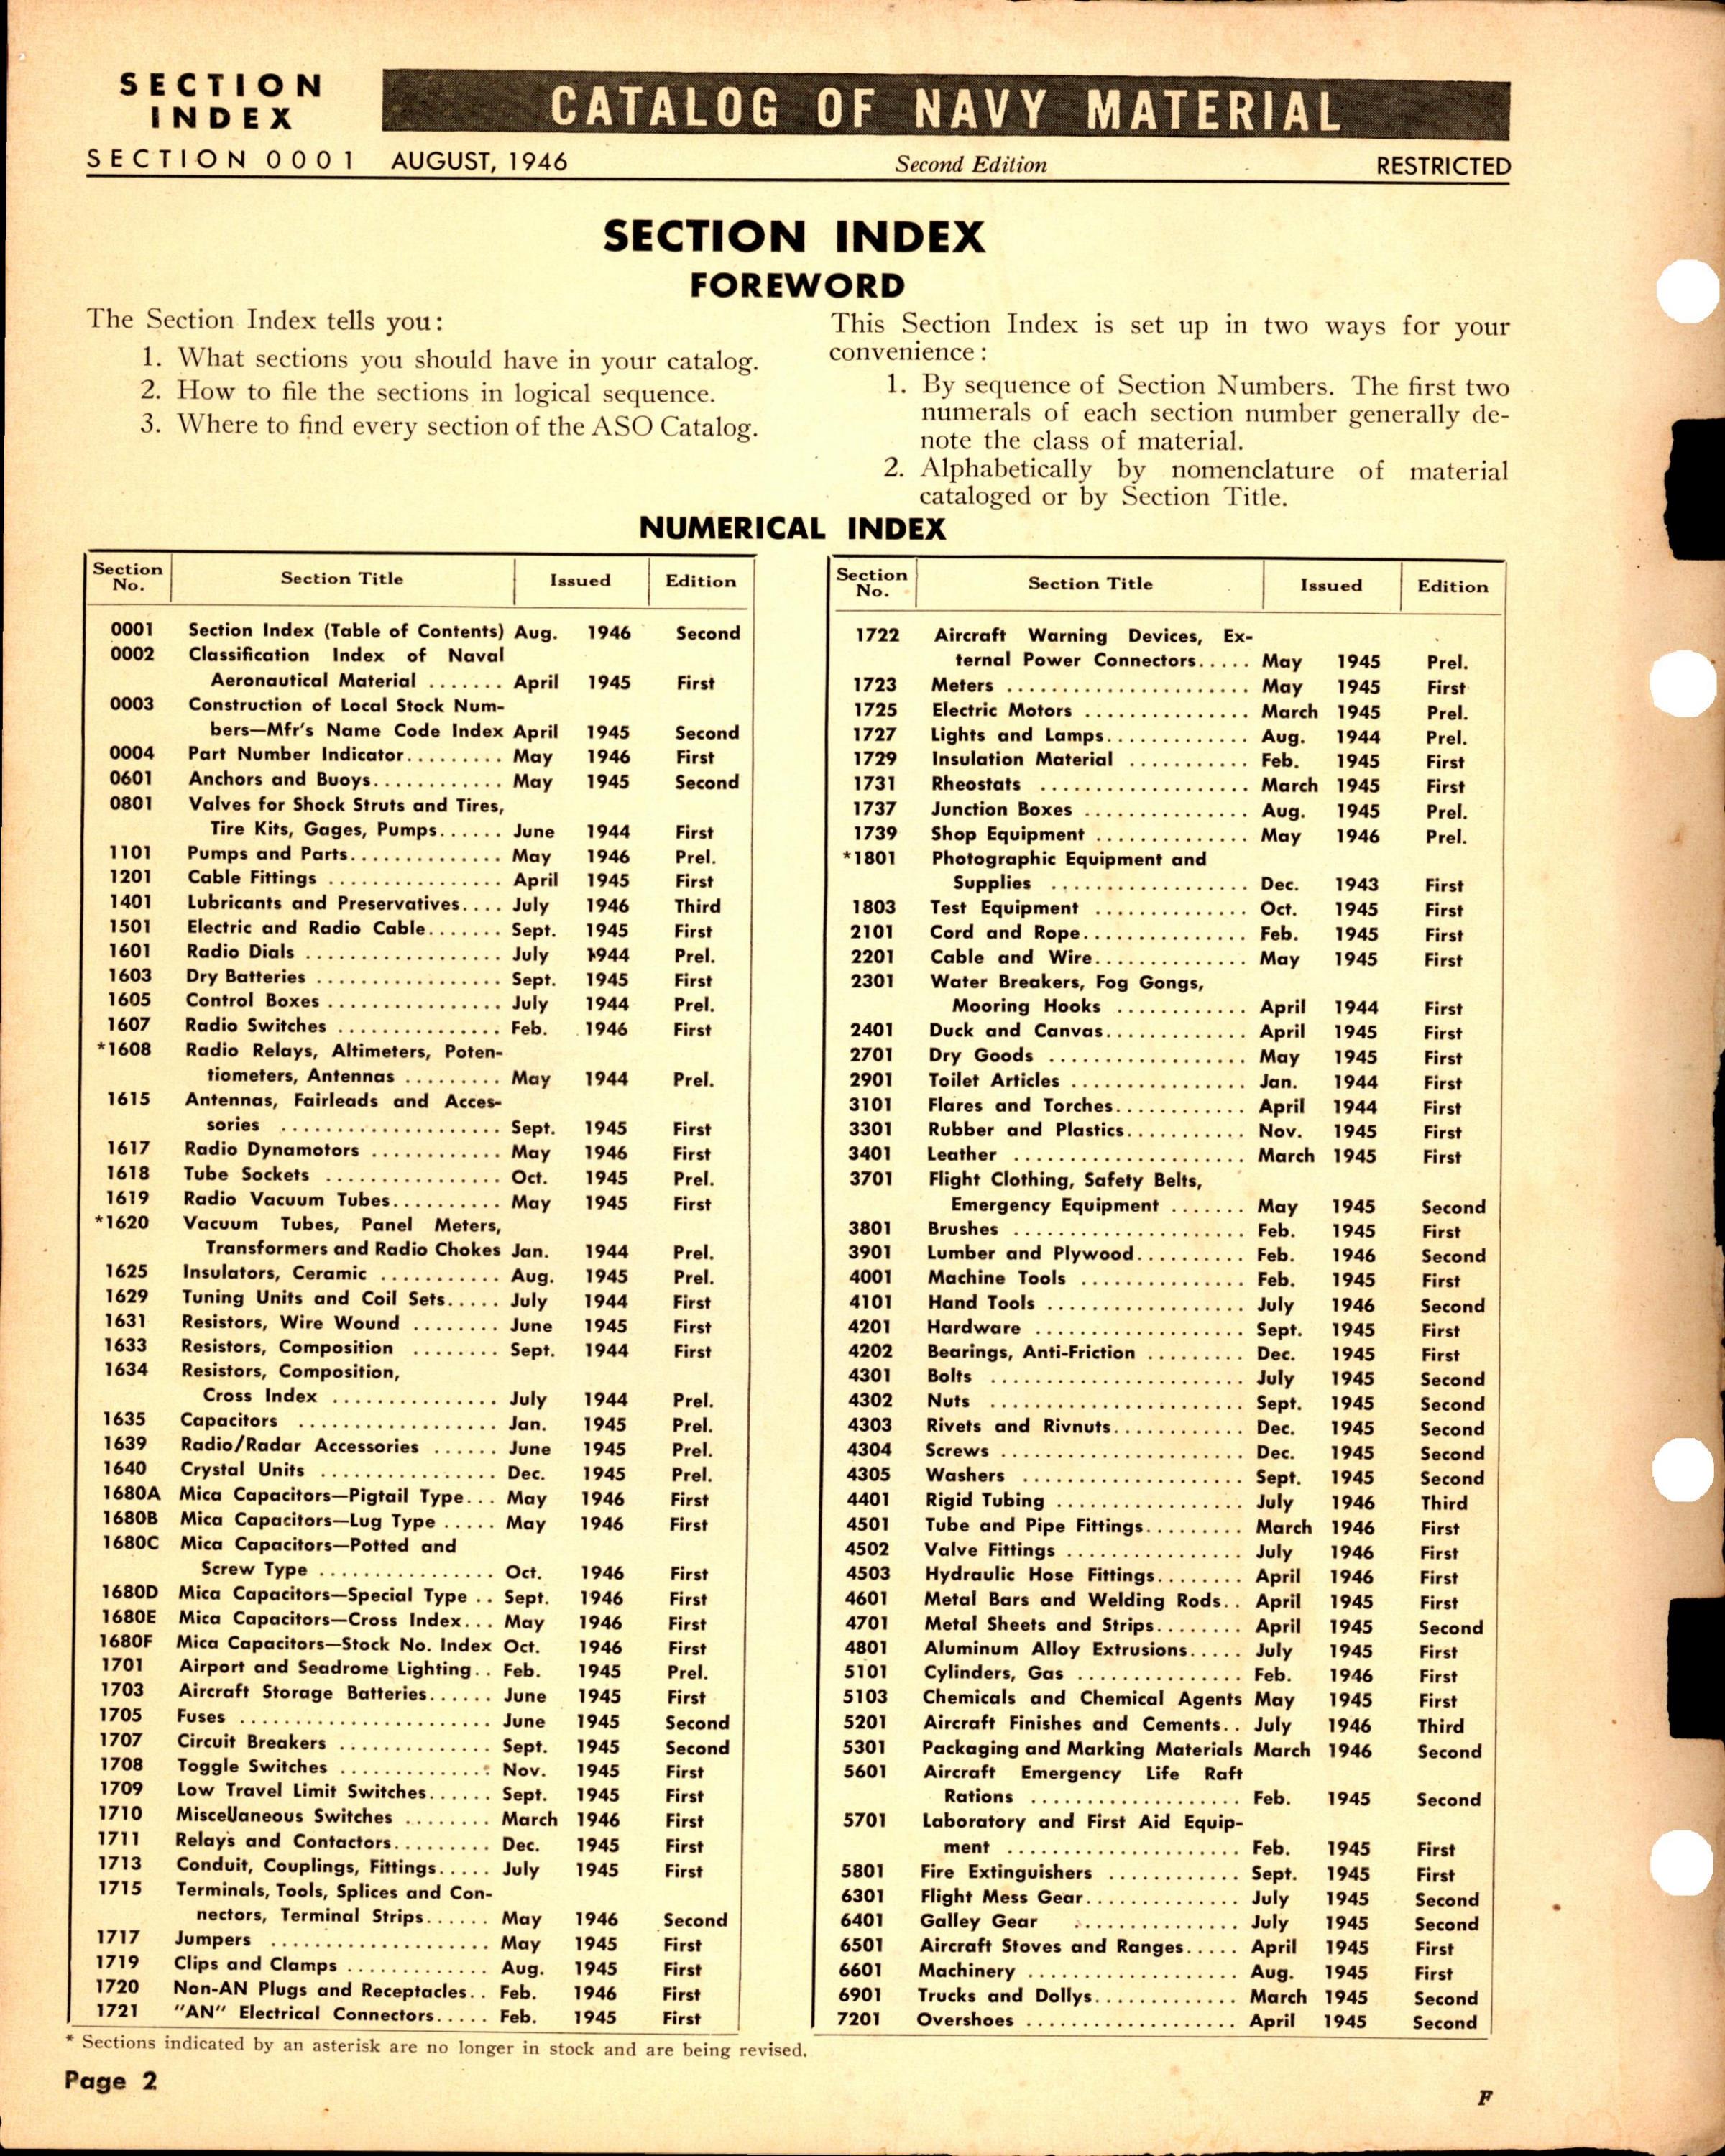 SECTION
INDEX
CATALOG OF NAVY MATERIAL
SECTION 0001 AUGUST, 1946 Second Edition RESTRICTED
SECTION INDEX
FOREWORD
The Section Index tells you:
1. What sections you should have in your catalog.
2. How to file the sections in logical sequence.
3. Where to find every section of the ASO Catalog.
This Section Index is set up in two ways for your
convenience:
1. By sequence of Section Numbers. The first two
numerals of each section number generally de-
note the class of material.
2. Alphabetically by nomenclature of material
cataloged or by Section Title.
NUMERICAL INDEX
Section No. Section Title Issued Edition
0001 Section Index (Table of Contents) Aug. 1946 Second
0002 Classification Index of Naval
Aeronautical Material ....... April 1945 First
0003 Construction of Local Stock Num-
bers—Mfr's Name Code Index April 1945 Second
0004 Part Number Indicator......... May 1946 First
0601 Anchors and Buoys............ May 1945 Second
0801 Valves for Shock Struts and Tires,
Tire Kits, Gages, Pumps...... June 1944 First
1101 Pumps and Parts.............. May 1946 Prel.
1201 Cable Fittings ................ April 1945 First
1401 Lubricants and Preservatives.... July 1946 Third
1501 Electric and Radio Cable....... Sept. 1945 First
1601 Radio Dials .................. July 1944 Prel.
1603 Dry Batteries ................. Sept. 1945 First
1605 Control Boxes ................ July 1944 Prel.
1607 Radio Switches ............... Feb. 1946 First
*1608 Radio Relays, Altimeters, Poten-
tiometers, Antennas ......... May 1944 Prel.
1615 Antennas, Fairleads and Acces-
sories .................... Sept. 1945 First
1617 Radio Dynamotors ............ May 1946 First
1618 Tube Sockets ................ Oct. 1945 Prel.
1619 Radio Vacuum Tubes.......... May 1945 First
*1620 Vacuum Tubes, Panel Meters,
Transformers and Radio Chokes Jan. 1944 Prel.
1625 Insulators, Ceramic ........... Aug. 1945 Prel.
1629 Tuning Units and Coil Sets..... July 1944 First
1631 Resistors, Wire Wound ........ June 1945 First
1633 Resistors, Composition ........ Sept. 1944 First
1634 Resistors, Composition,
Cross Index ............... July 1944 Prel.
1635 Capacitors .................. Jan. 1945 Prel.
1639 Radio/Radar Accessories ...... June 1945 Prel.
1640 Crystal Units ................ Dec. 1945 Prel.
1680A Mica Capacitors—Pigtail Type... May 1946 First
1680B Mica Capacitors—Lug Type ..... May 1946 First
1680C Mica Capacitors—Potted and
Screw Type ................ Oct. 1946 First
1680D Mica Capacitors—Special Type .. Sept. 1946 First
1680E Mica Capacitors—Cross Index... May 1946 First
1680F Mica Capacitors—Stock No. Index Oct. 1946 First
1701 Airport and Seadrome Lighting.. Feb. 1945 Prel.
1703 Aircraft Storage Batteries...... June 1945 First
1705 Fuses ....................... June 1945 Second
1707 Circuit Breakers .............. Sept. 1945 Second
1708 Toggle Switches .............. Nov. 1945 First
1709 Low Travel Limit Switches...... Sept. 1945 First
1710 Miscellaneous Switches ........ March 1946 First
1711 Relays and Contactors......... Dec. 1945 First
1713 Conduit, Couplings, Fittings..... July 1945 First
1715 Terminals, Tools, Splices and Con-
nectors, Terminal Strips...... May 1946 Second
1717 Jumpers .................... May 1945 First
1719 Clips and Clamps ............. Aug. 1945 First
1720 Non-AN Plugs and Receptacles.. Feb. 1946 First
1721 "AN" Electrical Connectors..... Feb. 1945 First
Section No. Section Title Issued Edition
1722 Aircraft Warning Devices, Ex-
ternal Power Connectors..... May 1945 Prel.
1723 Meters ...................... May 1945 First
1725 Electric Motors ............... March 1945 Prel.
1727 Lights and Lamps............. Aug. 1944 Prel.
1729 Insulation Material ........... Feb. 1945 First
1731 Rheostats ................... March 1945 First
1737 Junction Boxes ............... Aug. 1945 Prel.
1739 Shop Equipment .............. May 1946 Prel.
*1801 Photographic Equipment and
Supplies .................. Dec. 1943 First
1803 Test Equipment .............. Oct. 1945 First
2101 Cord and Rope............... Feb. 1945 First
2201 Cable and Wire.............. May 1945 First
2301 Water Breakers, Fog Gongs,
Mooring Hooks ............ April 1944 First
2401 Duck and Canvas............. April 1945 First
2701 Dry Goods .................. May 1945 First
2901 Toilet Articles ................ Jan. 1944 First
3101 Flares and Torches............ April 1944 First
3301 Rubber and Plastics........... Nov. 1945 First
3401 Leather ..................... March 1945 First
3701 Flight Clothing, Safety Belts,
Emergency Equipment ....... May 1945 Second
3801 Brushes ..................... Feb. 1945 First
3901 Lumber and Plywood.......... Feb. 1946 Second
4001 Machine Tools ............... Feb. 1945 First
4101 Hand Tools .................. July 1946 Second
4201 Hardware ................... Sept. 1945 First
4202 Bearings, Anti-Friction ......... Dec. 1945 First
4301 Bolts ....................... July 1945 Second
4302 Nuts ....................... Sept. 1945 Second
4303 Rivets and Rivnuts............ Dec. 1945 Second
4304 Screws ...................... Dec. 1945 Second
4305 Washers .................... Sept. 1945 Second
4401 Rigid Tubing ................. July 1946 Third
4501 Tube and Pipe Fittings......... March 1946 First
4502 Valve Fittings ................ July 1946 First
4503 Hydraulic Hose Fittings........ April 1946 First
4601 Metal Bars and Welding Rods.. April 1945 First
4701 Metal Sheets and Strips........ April 1945 Second
4801 Aluminum Alloy Extrusions..... July 1945 First
5101 Cylinders, Gas ............... Feb. 1946 First
5103 Chemicals and Chemical Agents May 1945 First
5201 Aircraft Finishes and Cements.. July 1946 Third
5301 Packaging and Marking Materials March 1946 Second
5601 Aircraft Emergency Life Raft
Rations ................... Feb. 1945 Second
5701 Laboratory and First Aid Equip-
ment ..................... Feb. 1945 First
5801 Fire Extinguishers ............ Sept. 1945 First
6301 Flight Mess Gear.............. July 1945 Second
6401 Galley Gear ............... July 1945 Second
6501 Aircraft Stoves and Ranges..... April 1945 First
6601 Machinery ................... Aug. 1945 First
6901 Trucks and Dollys............. March 1945 Second
7201 Overshoes ................... April 1945 Second
* Sections indicated by an asterisk are no longer in stock and are being revised.
Page 2
F